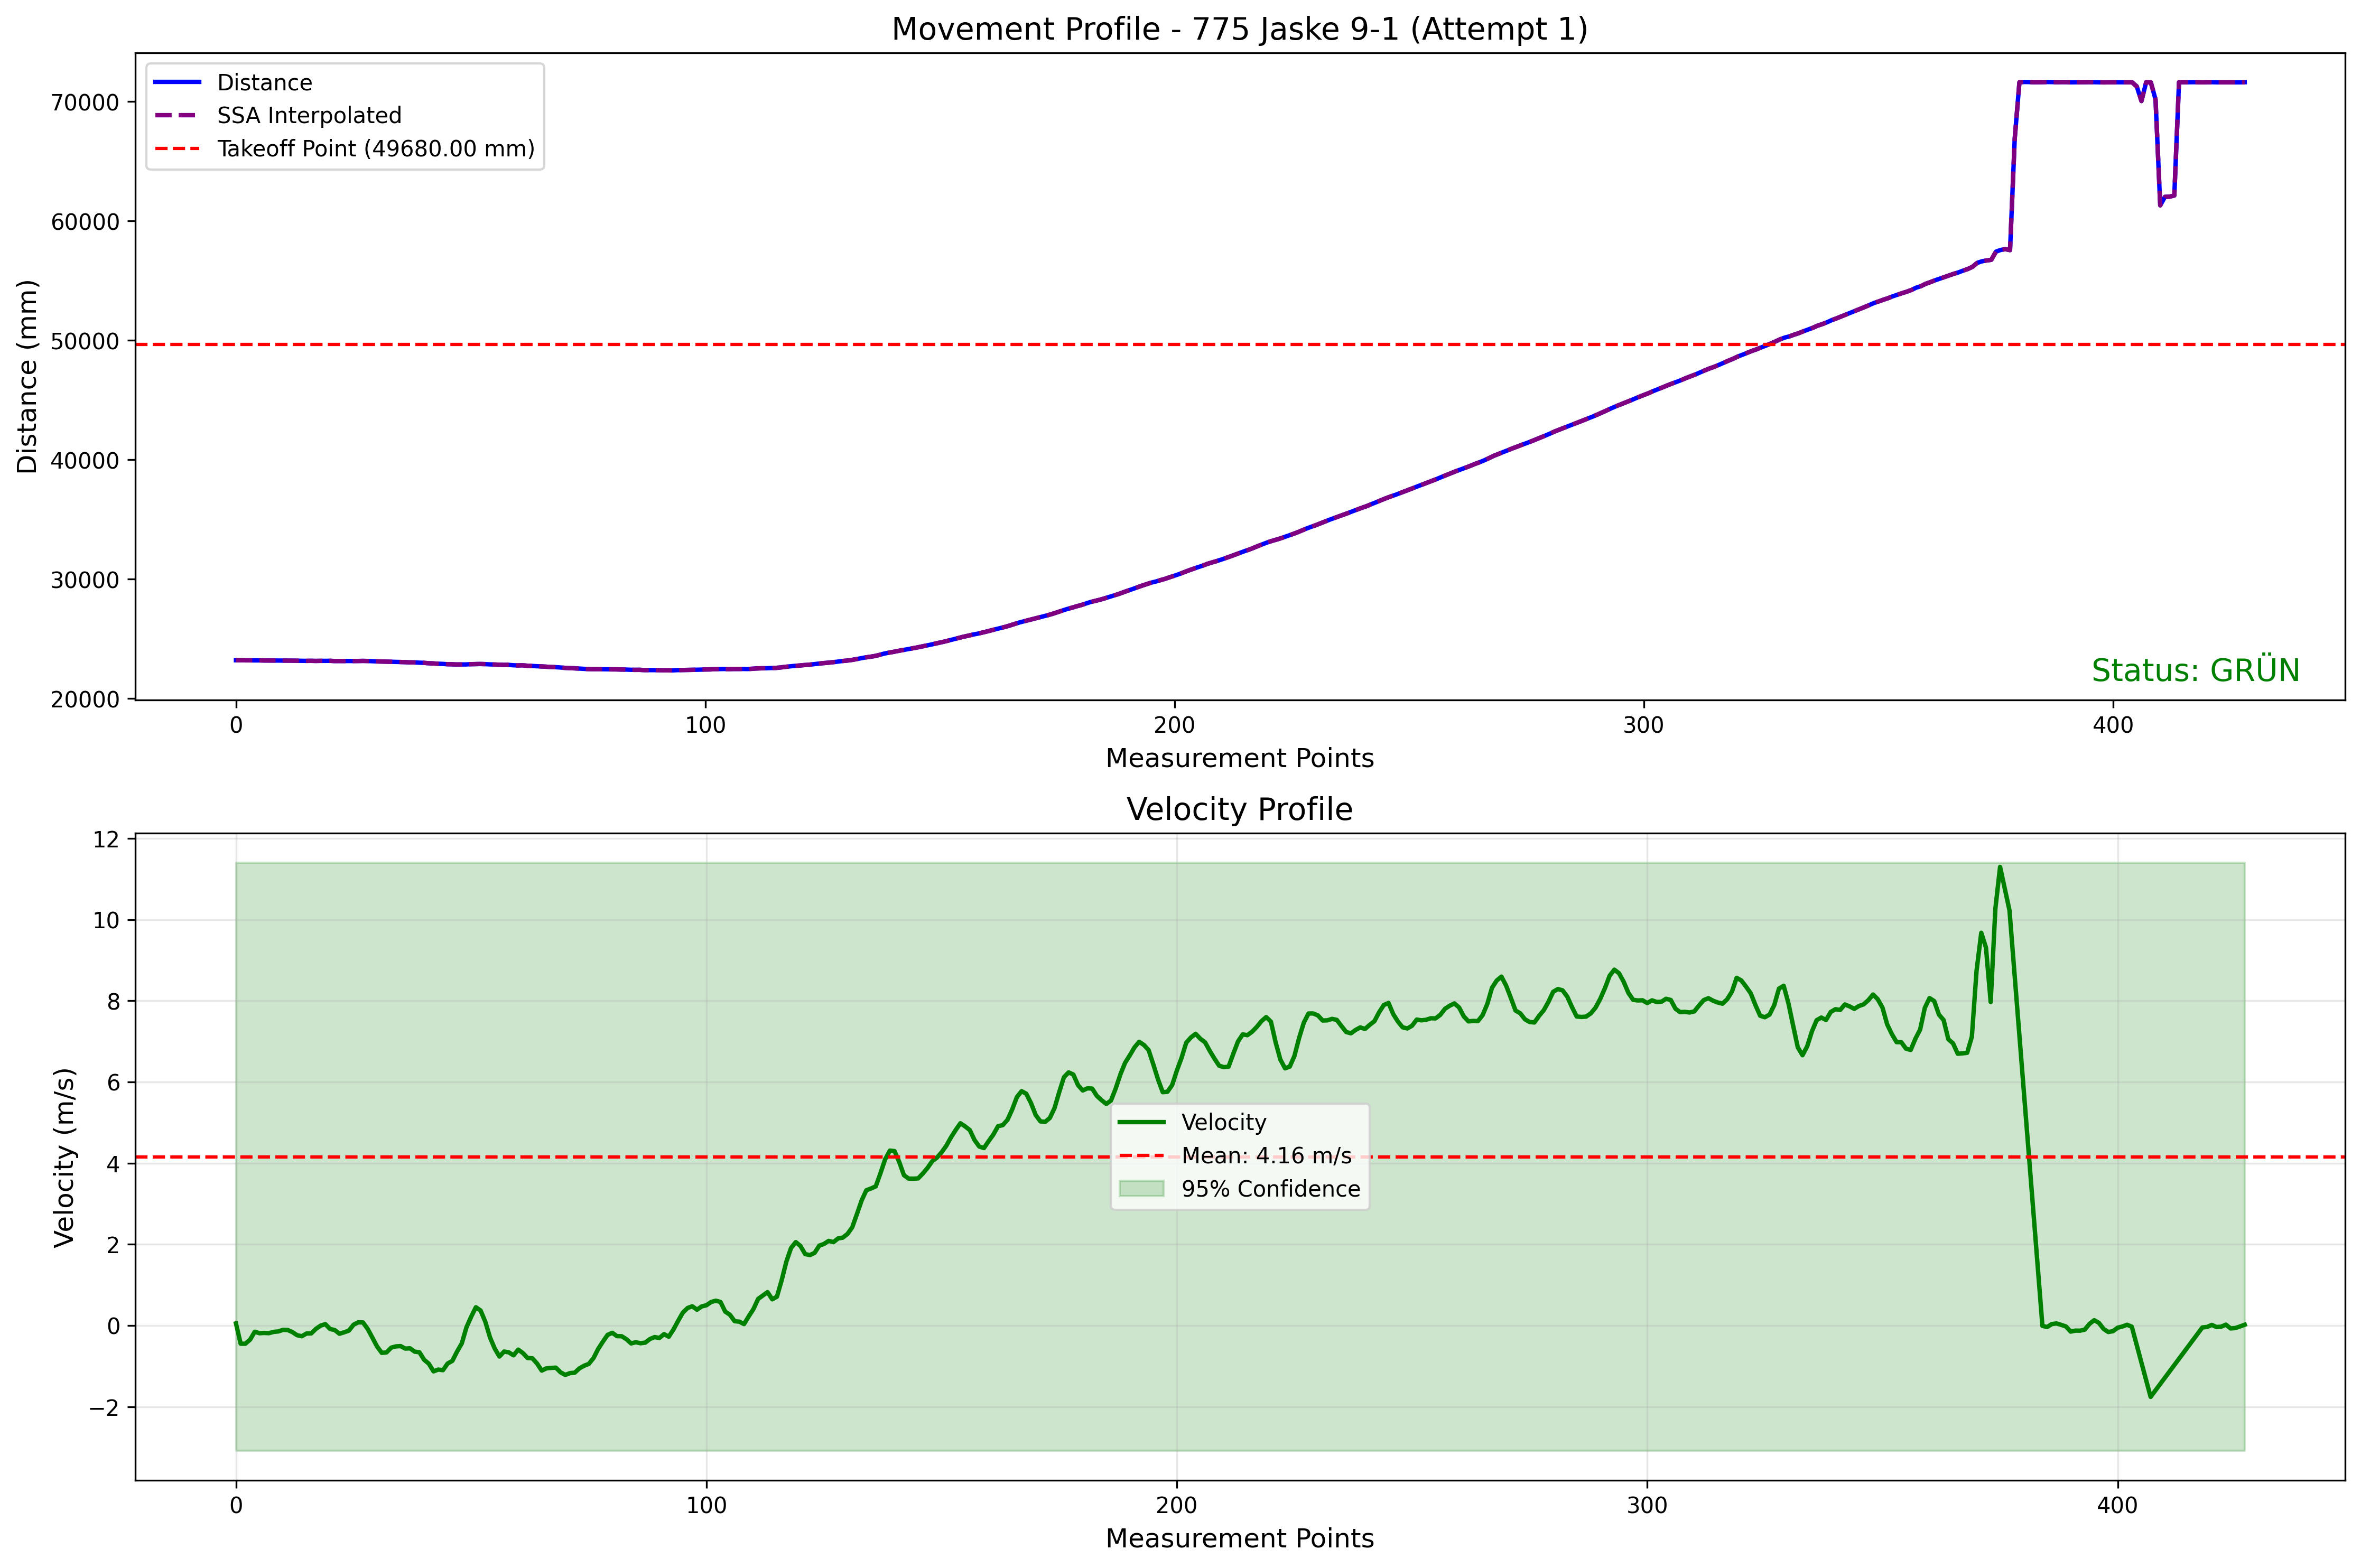 Movement Profile - 775 Jaske 9-1 (Attempt 1)
Distance
SSA Interpolated
Takeoff Point (49680.00 mm)
Distance (mm)
70000
60000
50000
40000
30000
20000
Status: GRÜN
0 100 200 300 400
Measurement Points
Velocity Profile
Velocity (m/s)
12
10
8
6
4
2
0
−2
Velocity
Mean: 4.16 m/s
95% Confidence
0 100 200 300 400
Measurement Points